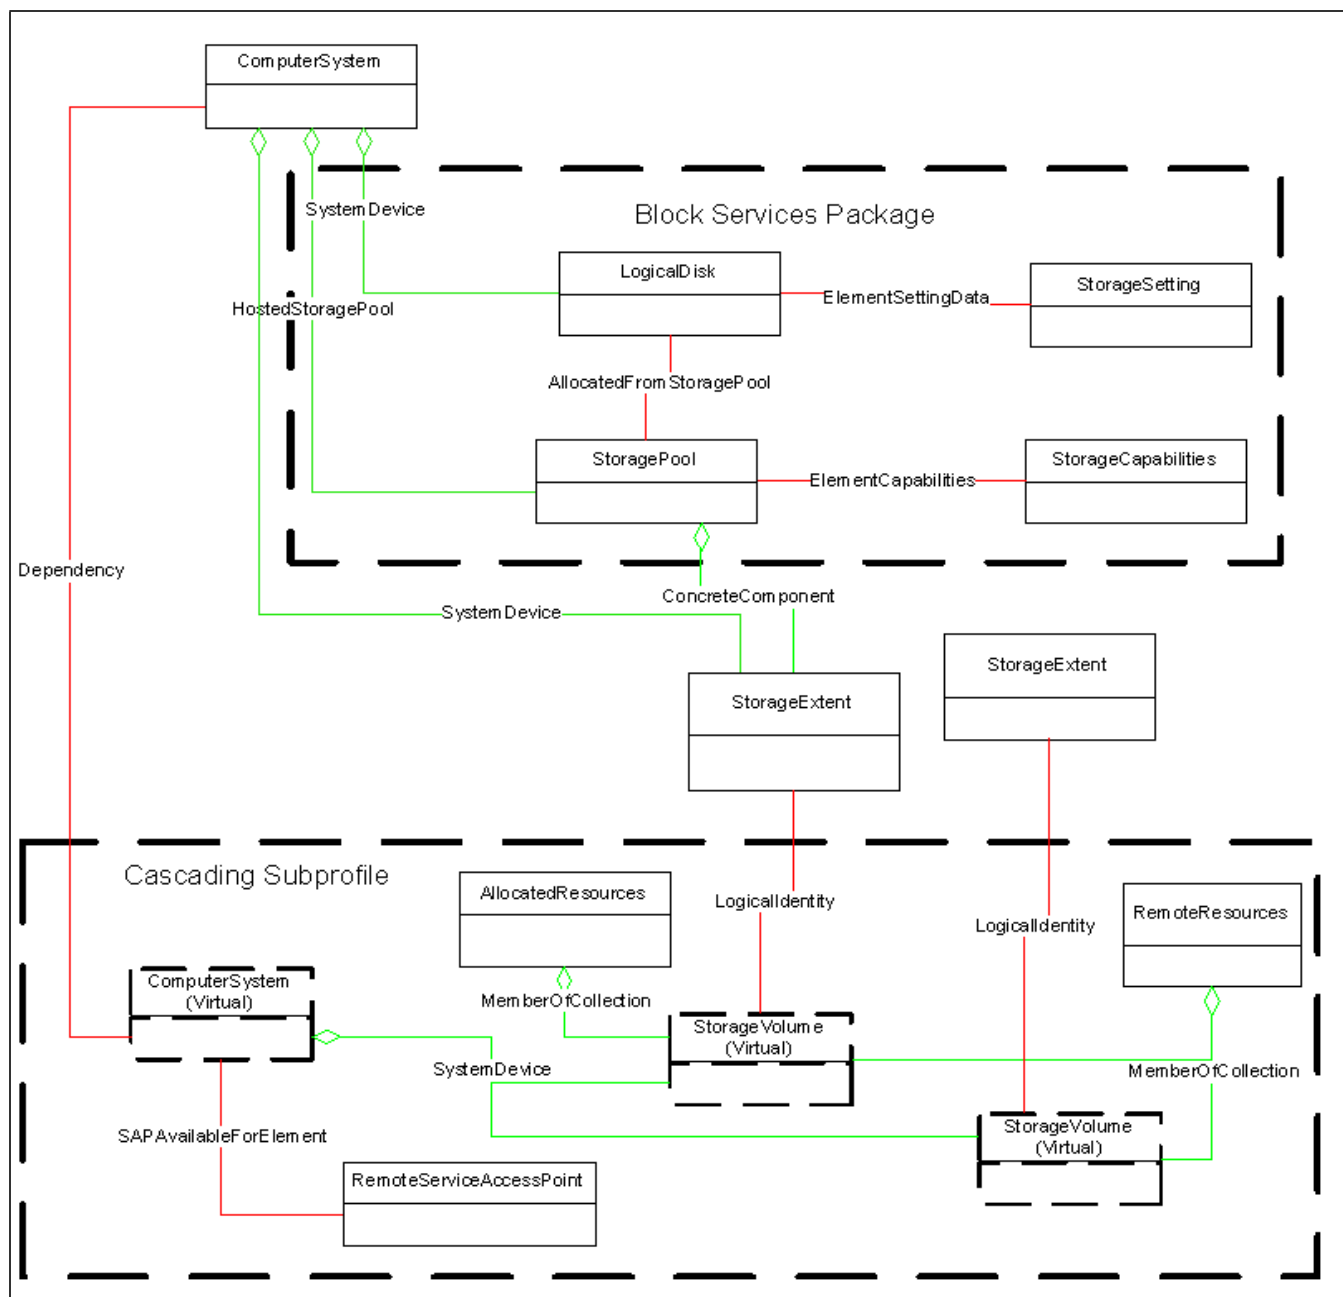 ComputerSystem
SystemDevice
Block Services Package
LogicalDisk
StorageSetting
ElementSettingData
HostedStoragePool
AllocatedFromStoragePool
StoragePool
StorageCapabilities
ElementCapabilities
Dependency
ConcreteComponent
SystemDevice
StorageExtent
StorageExtent
Cascading Subprofile
AllocatedResources
LogicalIdentity
RemoteResources
LogicalIdentity
ComputerSystem
(Virtual)
MemberOfCollection
StorageVolume
(Virtual)
SystemDevice
MemberOfCollection
StorageVolume
(Virtual)
SAPAvailableForElement
RemoteServiceAccessPoint